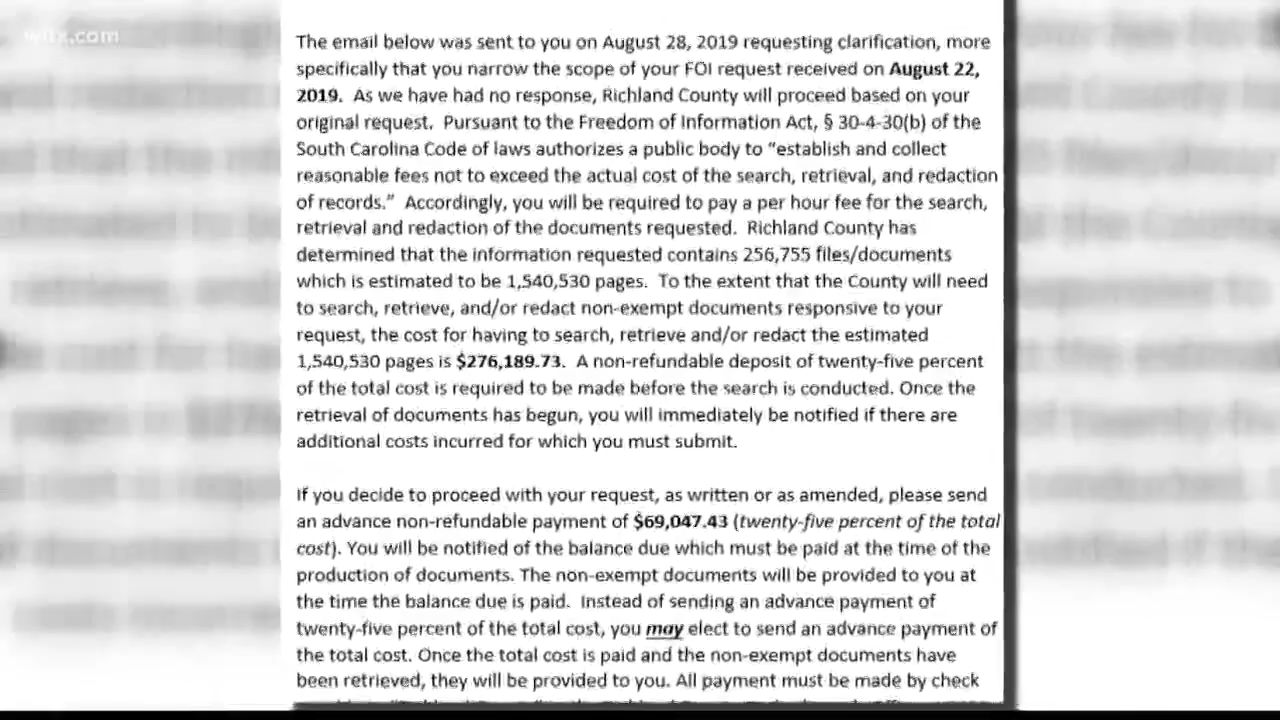 wltx.com
The email below was sent to you on August 28, 2019 requesting clarification, more
specifically that you narrow the scope of your FOI request received on August 22,
2019. As we have had no response, Richland County will proceed based on your
original request. Pursuant to the Freedom of Information Act, § 30-4-30(b) of the
South Carolina Code of laws authorizes a public body to “establish and collect
reasonable fees not to exceed the actual cost of the search, retrieval, and redaction
of records.” Accordingly, you will be required to pay a per hour fee for the search,
retrieval and redaction of the documents requested. Richland County has
determined that the information requested contains 256,755 files/documents
which is estimated to be 1,540,530 pages. To the extent that the County will need
to search, retrieve, and/or redact non-exempt documents responsive to your
request, the cost for having to search, retrieve and/or redact the estimated
1,540,530 pages is $276,189.73. A non-refundable deposit of twenty-five percent
of the total cost is required to be made before the search is conducted. Once the
retrieval of documents has begun, you will immediately be notified if there are
additional costs incurred for which you must submit.
If you decide to proceed with your request, as written or as amended, please send
an advance non-refundable payment of $69,047.43 (twenty-five percent of the total
cost). You will be notified of the balance due which must be paid at the time of the
production of documents. The non-exempt documents will be provided to you at
the time the balance due is paid. Instead of sending an advance payment of
twenty-five percent of the total cost, you may elect to send an advance payment of
the total cost. Once the total cost is paid and the non-exempt documents have
been retrieved, they will be provided to you. All payment must be made by check